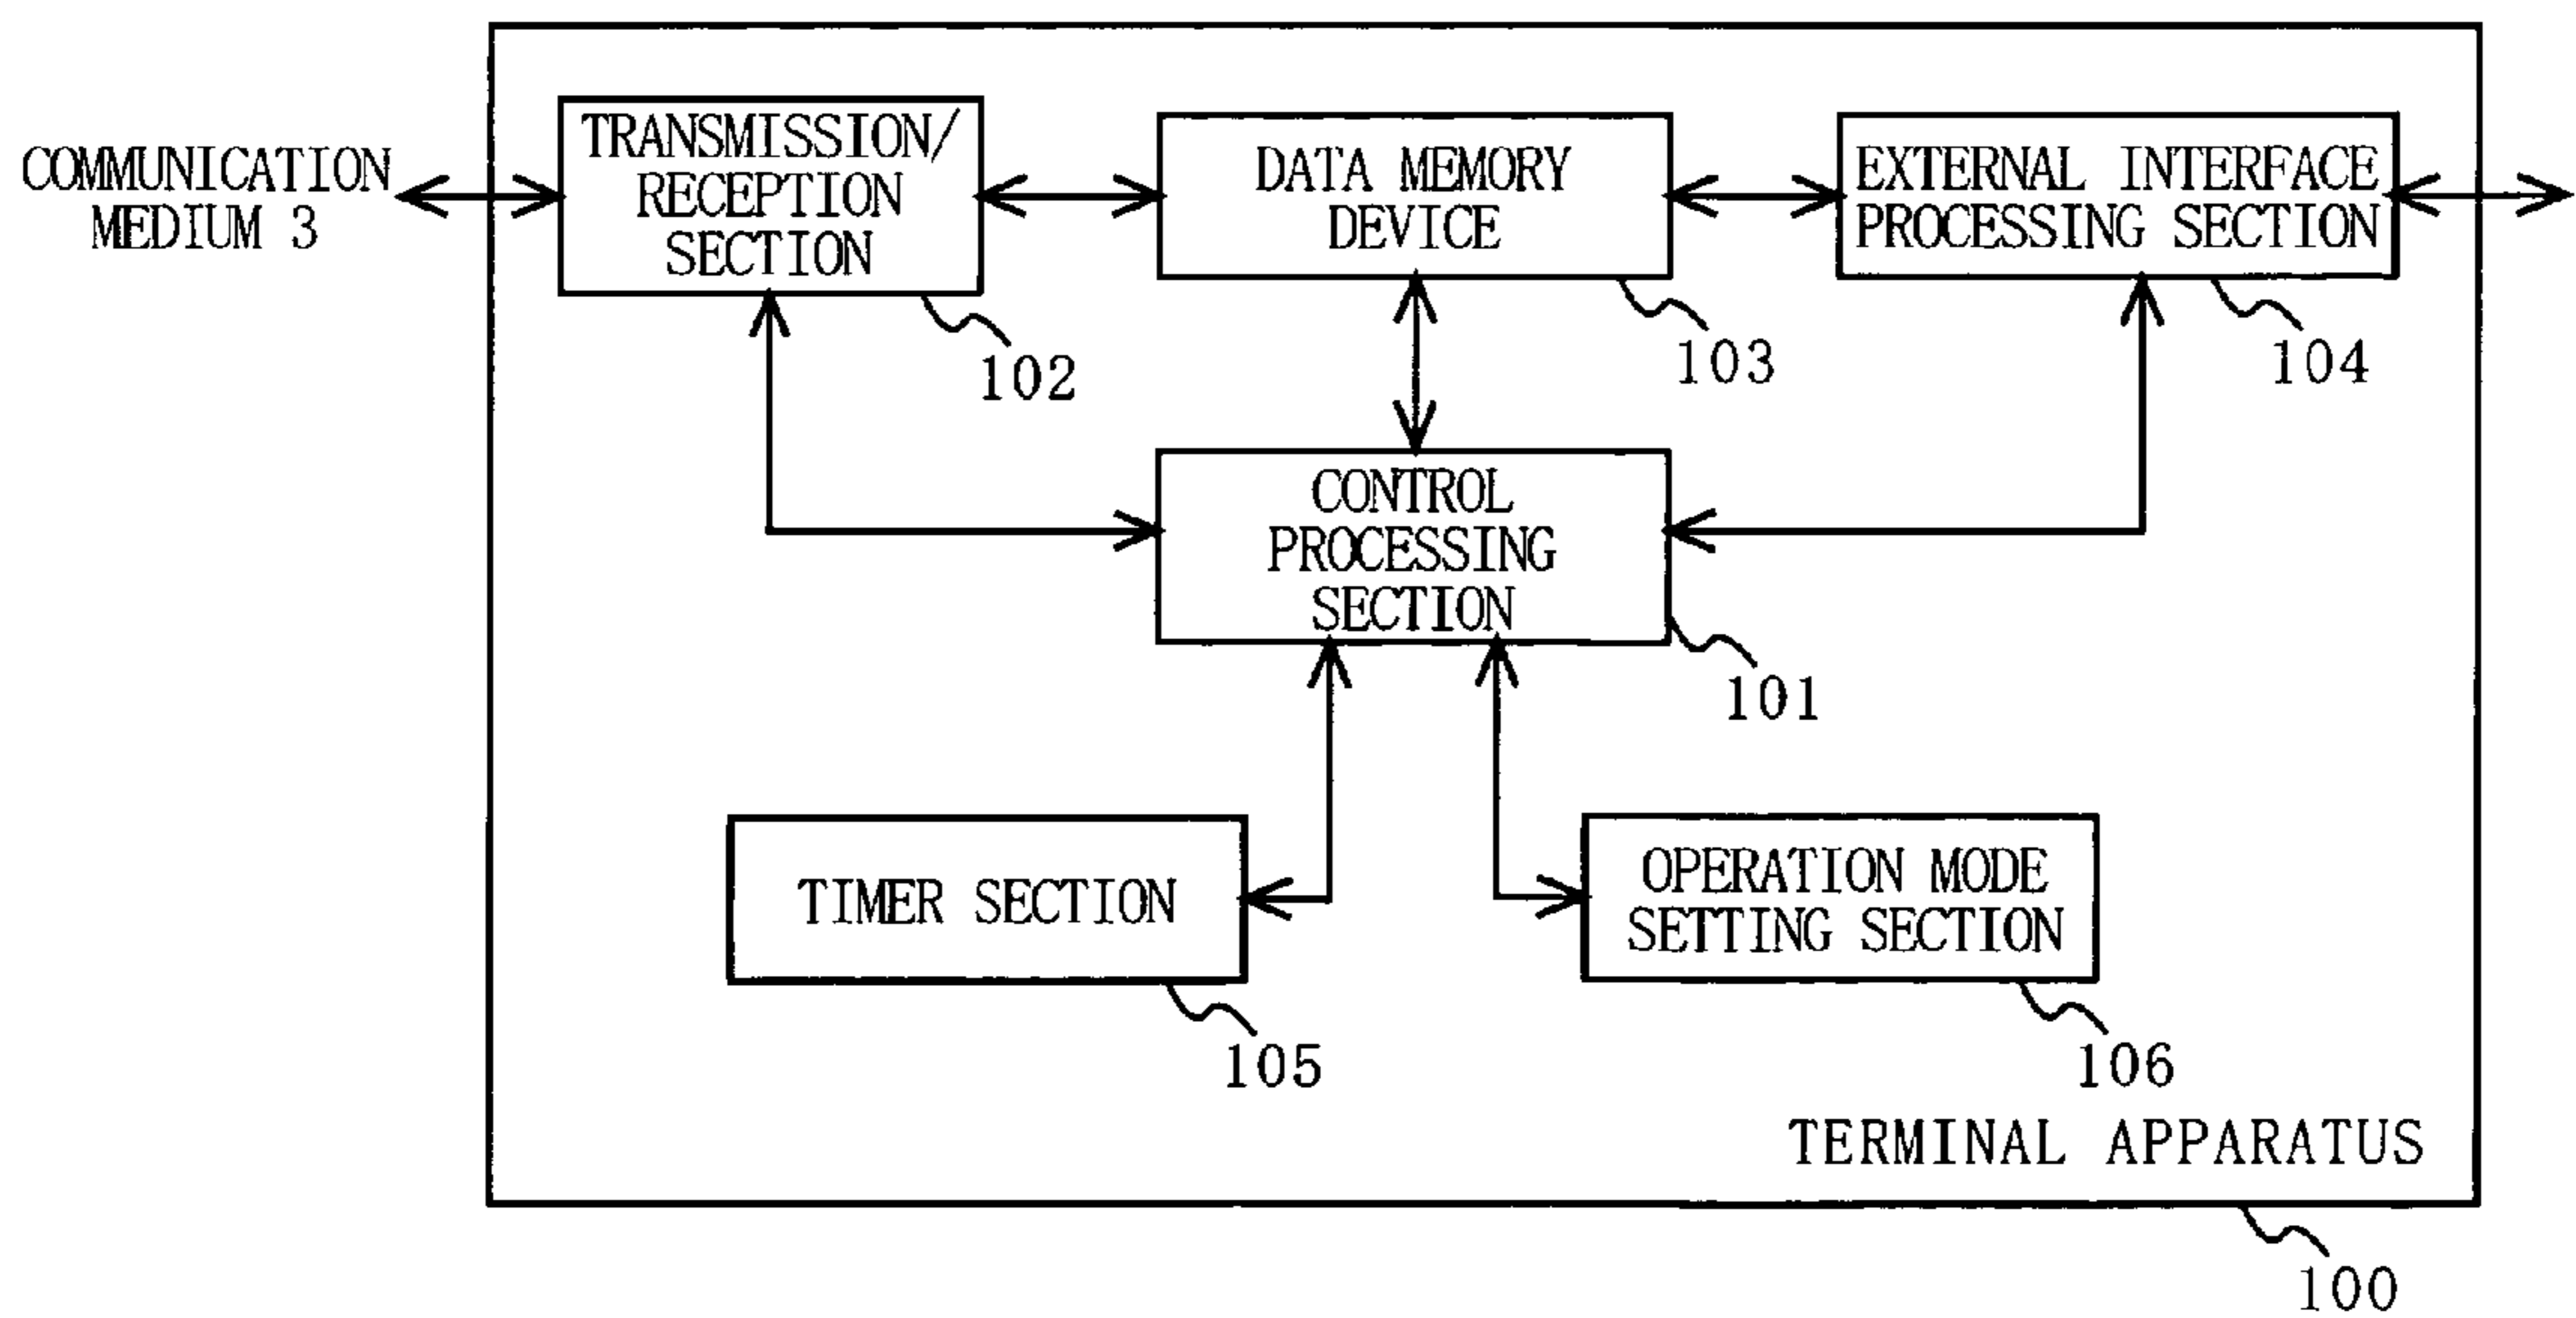 COMMUNICATION
MEDIUM 3
TRANSMISSION/
RECEPTION
SECTION
102
DATA MEMORY
DEVICE
103
EXTERNAL INTERFACE
PROCESSING SECTION
104
CONTROL
PROCESSING
SECTION
101
TIMER SECTION
105
OPERATION MODE
SETTING SECTION
106
TERMINAL APPARATUS
100